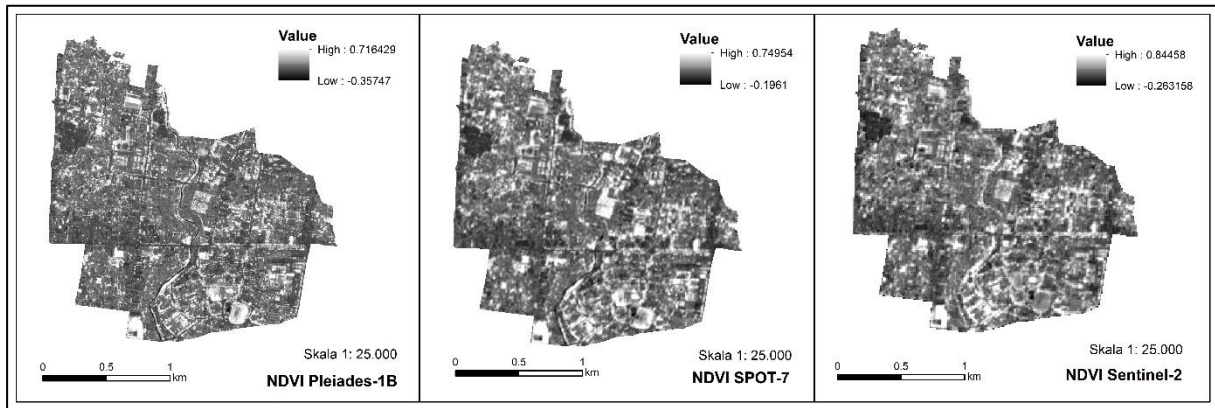 Value
High : 0.716429
Low : -0.35747
Skala 1: 25.000
0 0.5 1
km
NDVI Pleiades-1B
Value
High : 0.74954
Low : -0.1961
Skala 1: 25.000
0 0.5 1
km
NDVI SPOT-7
Value
High : 0.84458
Low : -0.263158
Skala 1: 25.000
0 0.5 1
km
NDVI Sentinel-2